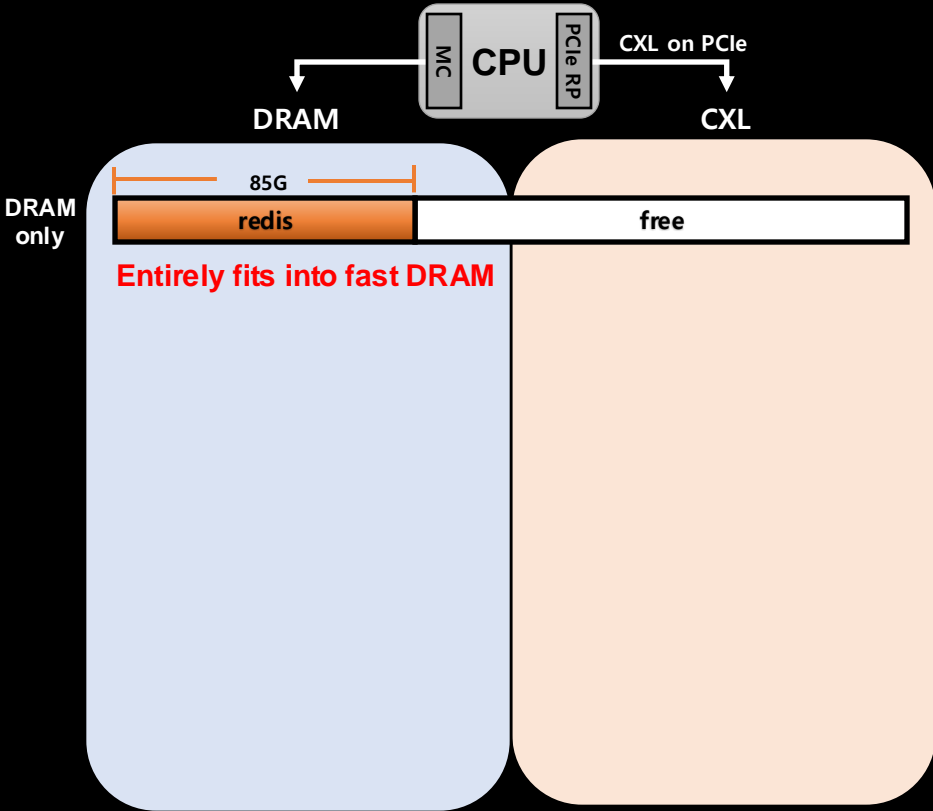 MC
CPU
PCIe RP
CXL on PCIe
DRAM
CXL
85G
DRAM
only
redis
free
Entirely fits into fast DRAM